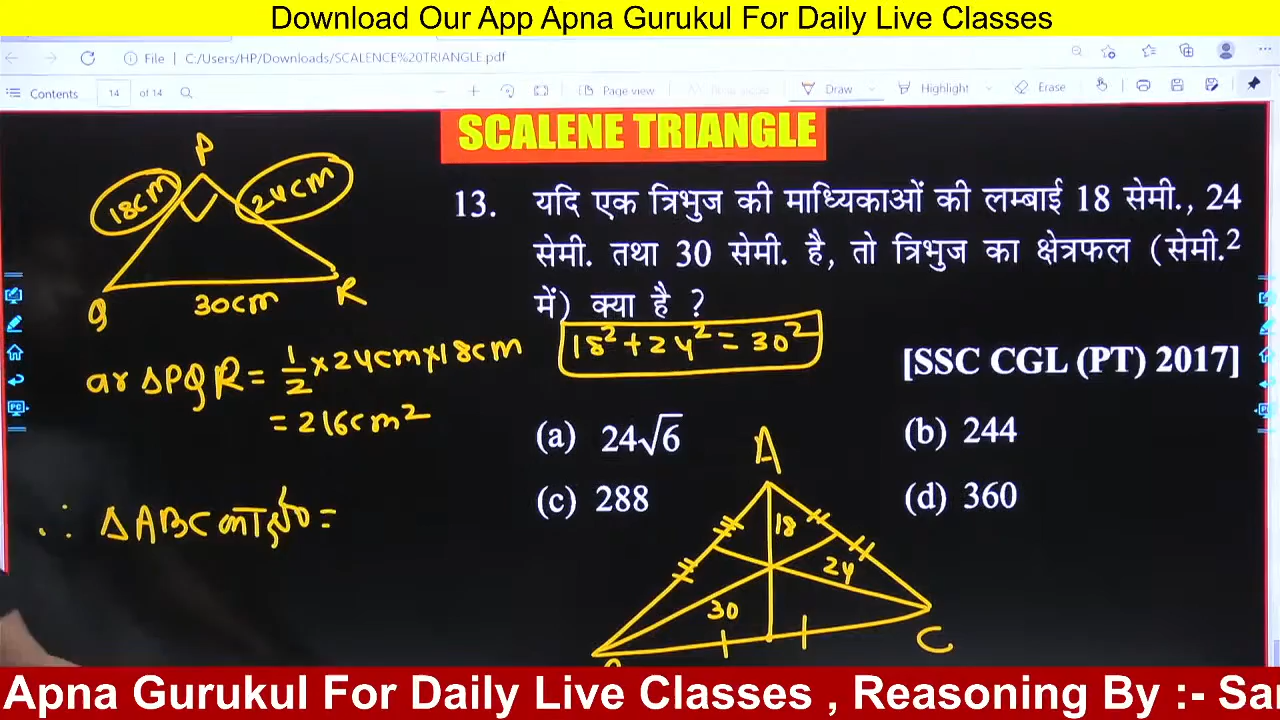 Download Our App Apna Gurukul For Daily Live Classes
File | C:/Users/HP/Downloads/SCALENCE%20TRIANGLE.pdf
Contents 14 of 14 Page view Draw Highlight Erase
SCALENE TRIANGLE
P
18cm 24cm
Q 30cm R
13. यदि एक त्रिभुज की माध्यिकाओं की लम्बाई 18 सेमी., 24
सेमी. तथा 30 सेमी. है, तो त्रिभुज का क्षेत्रफल (सेमी.²
में) क्या है ?
18² + 24² = 30²
[SSC CGL (PT) 2017]
ar △PQR = 1/2 × 24cm × 18cm
= 216cm²
(a) 24√6 (b) 244
(c) 288 (d) 360
∴ △ABC का क्षे० =
A
18
24
30
C
Apna Gurukul For Daily Live Classes , Reasoning By :- Sa